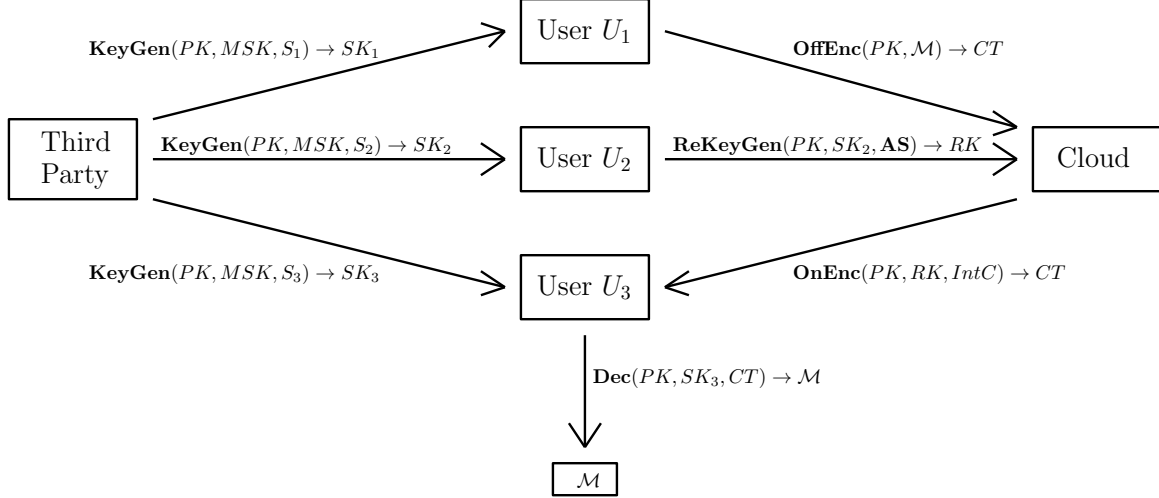 User U₁
KeyGen(PK, MSK, S₁) → SK₁
OffEnc(PK, ℳ) → CT
Third
Party
KeyGen(PK, MSK, S₂) → SK₂
User U₂
ReKeyGen(PK, SK₂, AS) → RK
Cloud
KeyGen(PK, MSK, S₃) → SK₃
User U₃
OnEnc(PK, RK, IntC) → CT
Dec(PK, SK₃, CT) → ℳ
ℳ